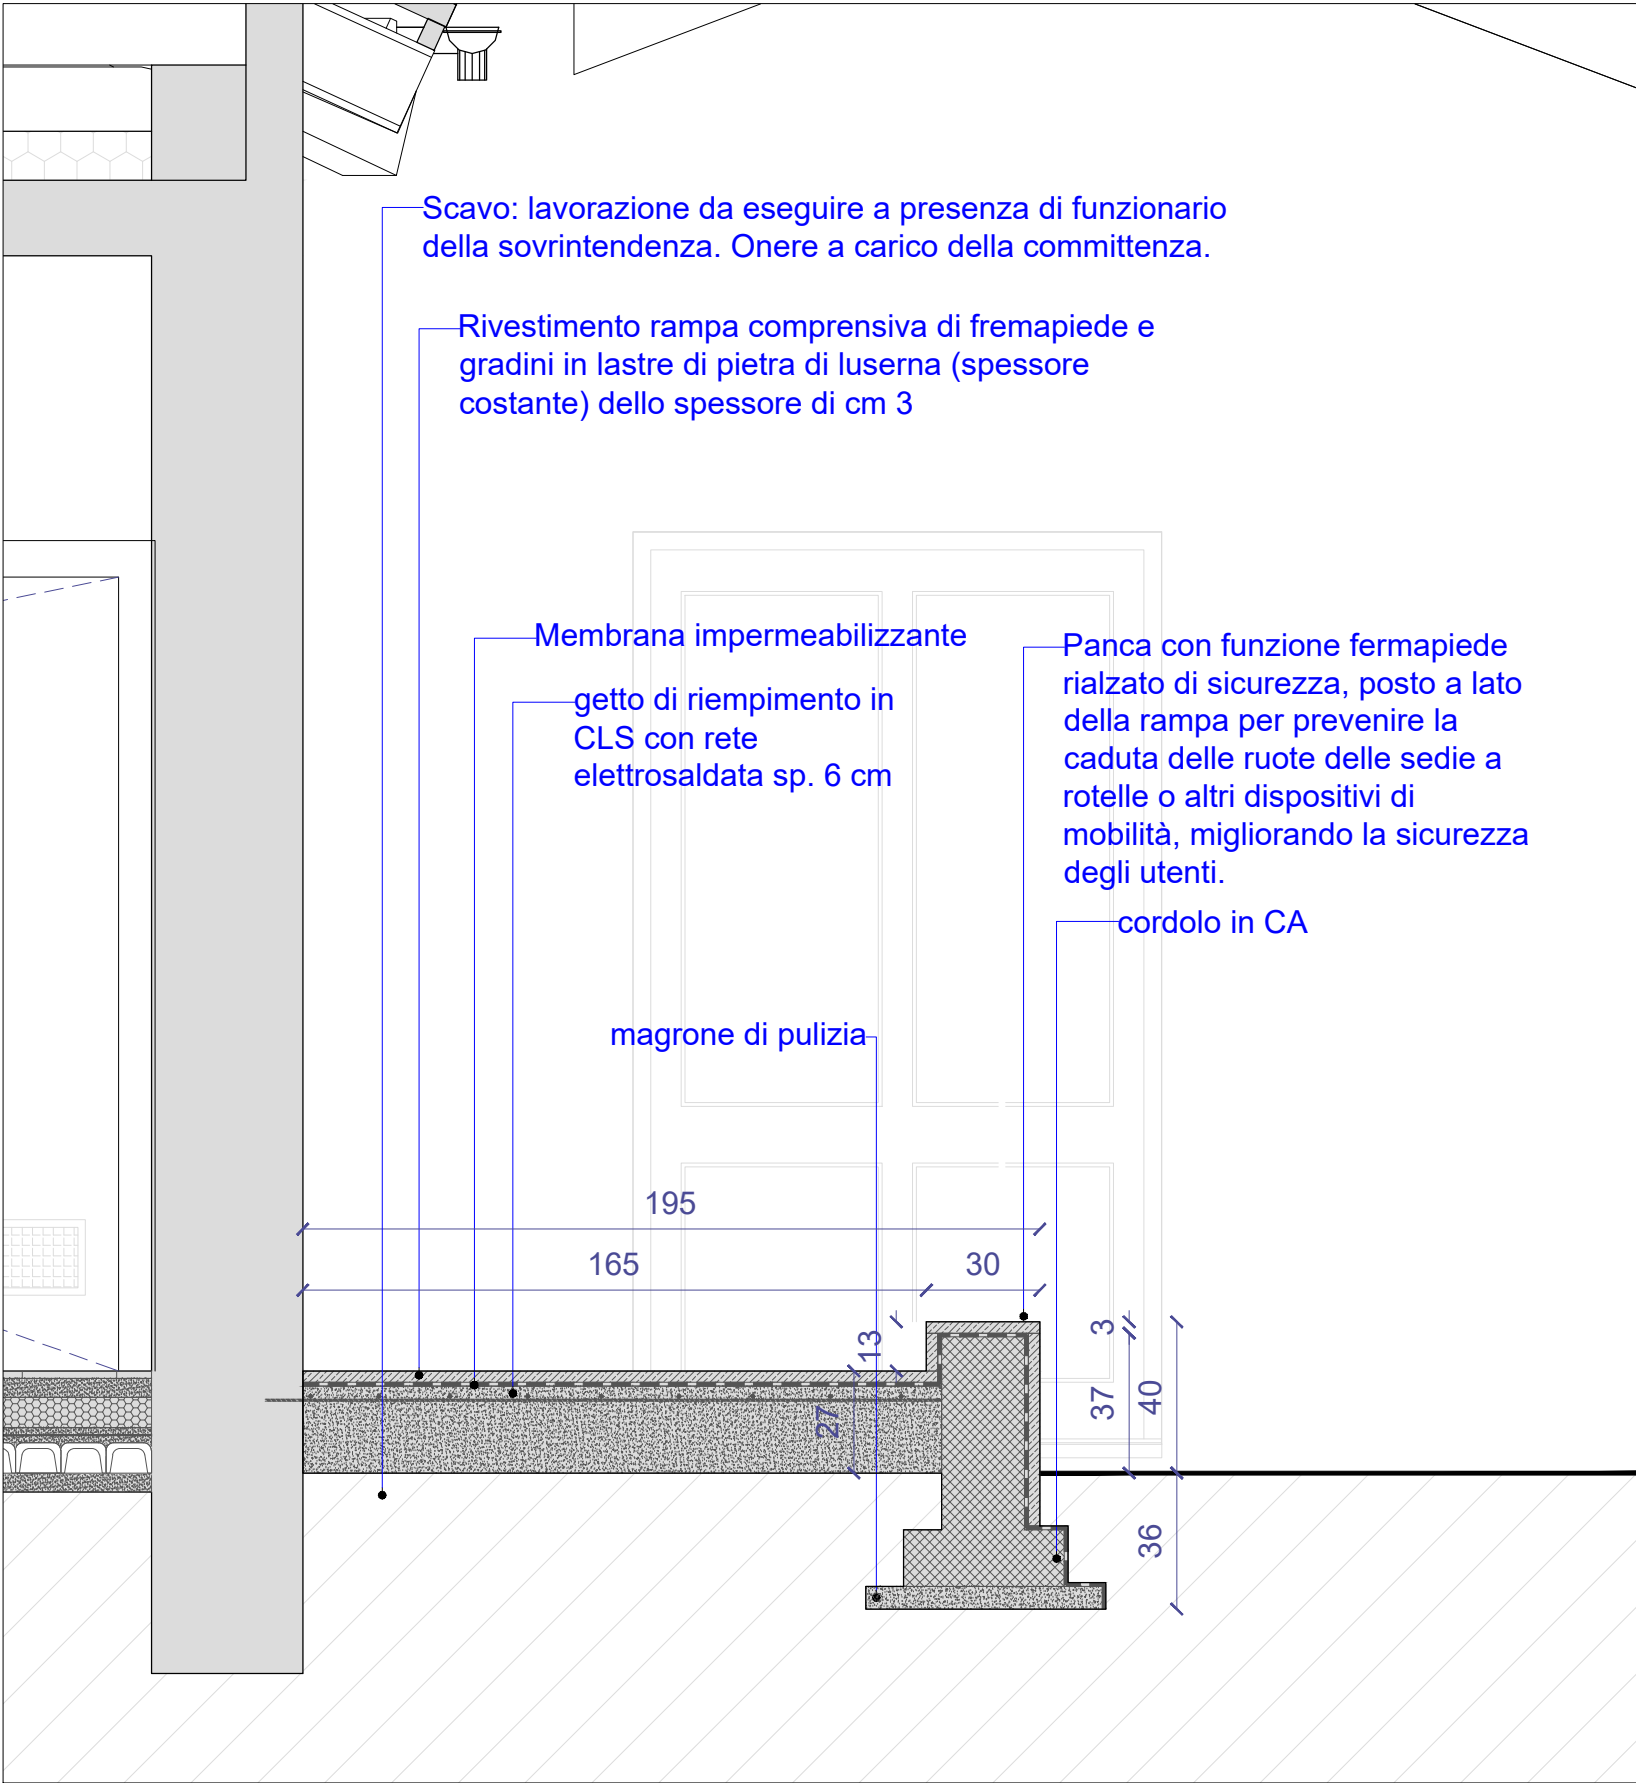 Scavo: lavorazione da eseguire a presenza di funzionario
della sovrintendenza. Onere a carico della committenza.
Rivestimento rampa comprensiva di fremapiede e
gradini in lastre di pietra di luserna (spessore
costante) dello spessore di cm 3
Membrana impermeabilizzante
getto di riempimento in
CLS con rete
elettrosaldata sp. 6 cm
Panca con funzione fermapiede
rialzato di sicurezza, posto a lato
della rampa per prevenire la
caduta delle ruote delle sedie a
rotelle o altri dispositivi di
mobilità, migliorando la sicurezza
degli utenti.
cordolo in CA
magrone di pulizia
195
165
30
13
3
27
37
40
36